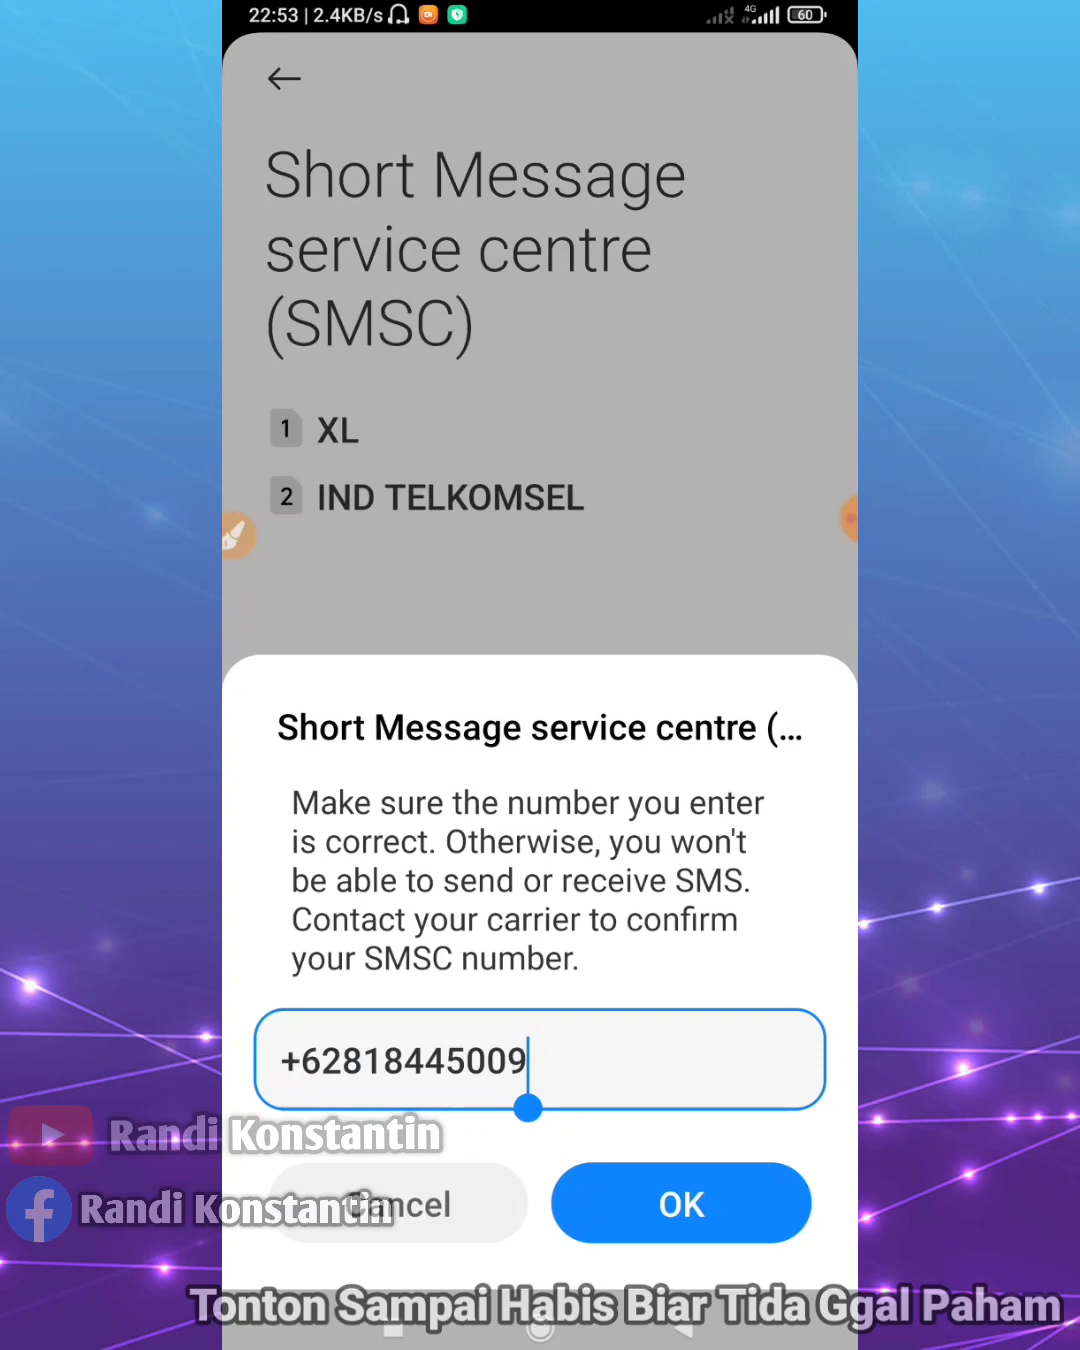 22:53 | 2.4KB/s 4G 60
Short Message
service centre
(SMSC)
1 XL
2 IND TELKOMSEL
Short Message service centre (...
Make sure the number you enter
is correct. Otherwise, you won't
be able to send or receive SMS.
Contact your carrier to confirm
your SMSC number.
+62818445009
Randi Konstantin
Cancel
OK
Randi Konstantin
Tonton Sampai Habis Biar Tida Ggal Paham